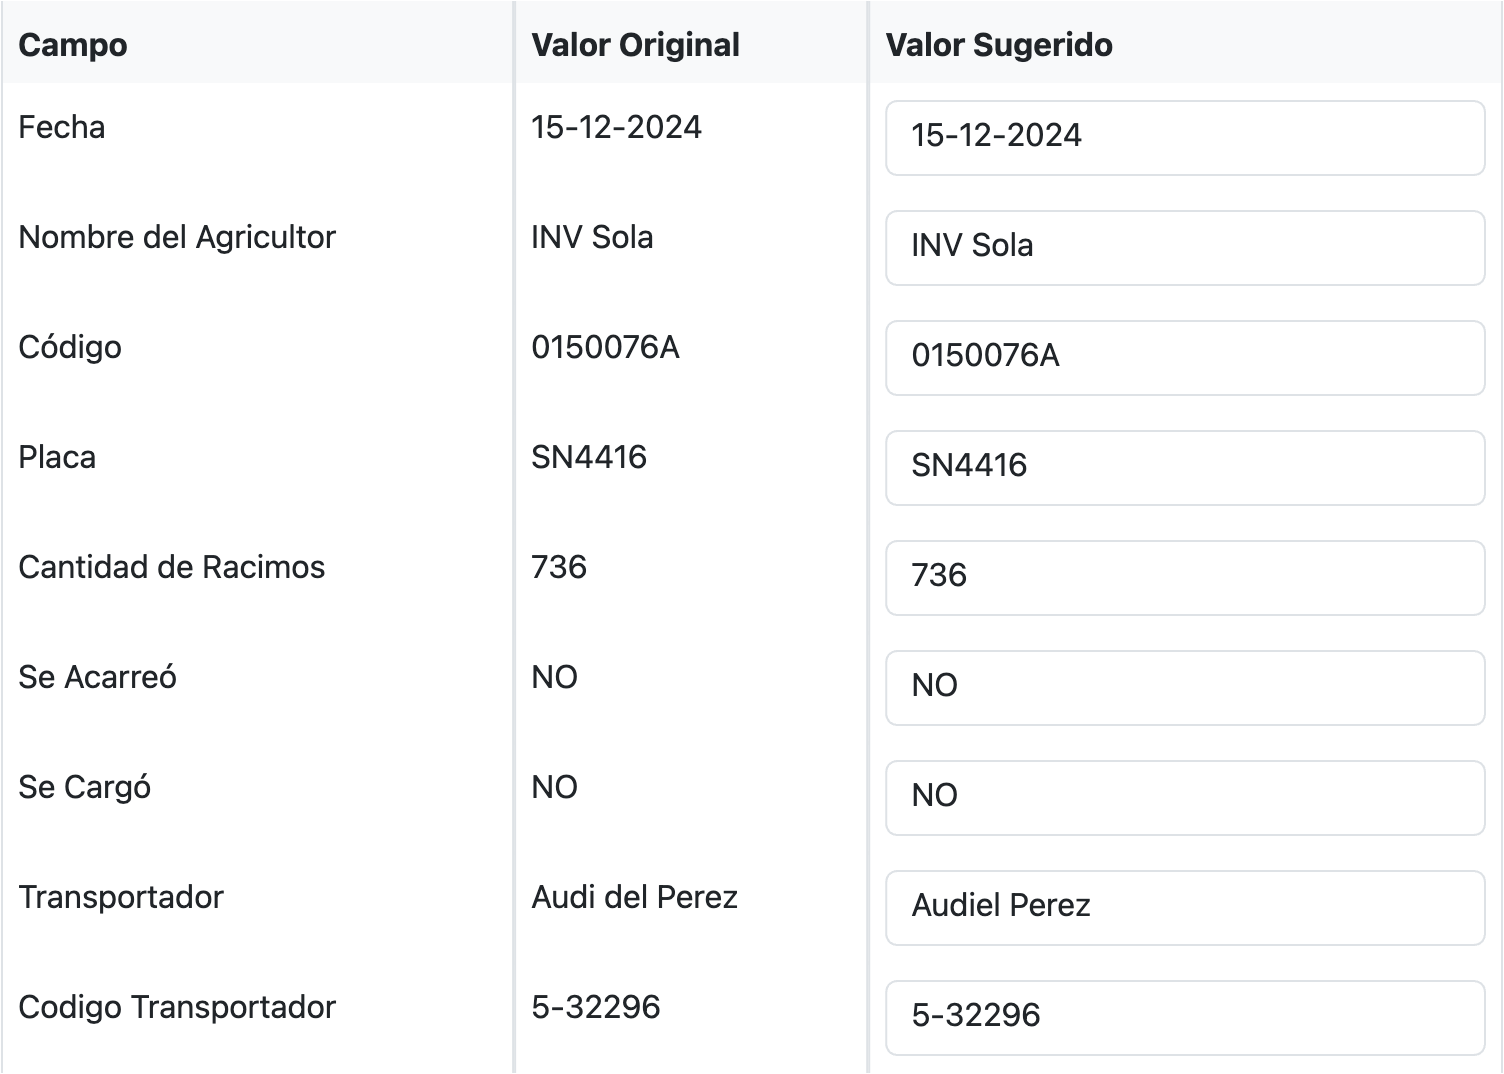 Campo Valor Original Valor Sugerido
Fecha 15-12-2024 15-12-2024
Nombre del Agricultor INV Sola INV Sola
Código 0150076A 0150076A
Placa SN4416 SN4416
Cantidad de Racimos 736 736
Se Acarreó NO NO
Se Cargó NO NO
Transportador Audi del Perez Audiel Perez
Codigo Transportador 5-32296 5-32296